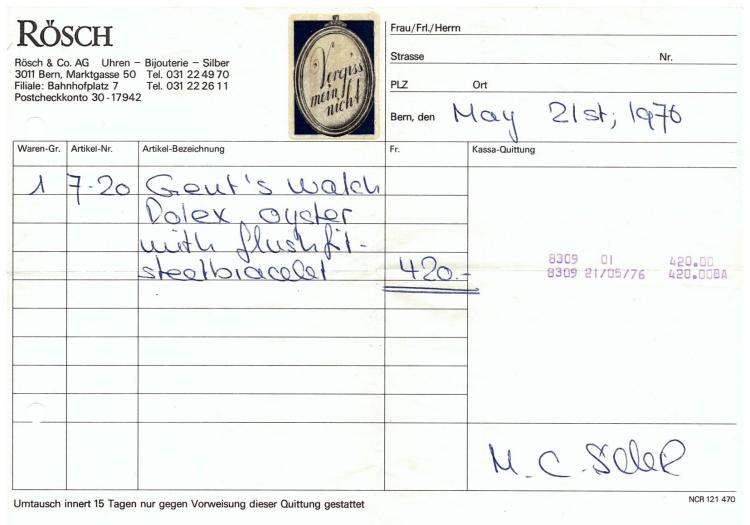 RÖSCH
Rösch & Co. AG Uhren – Bijouterie – Silber
3011 Bern, Marktgasse 50 Tel. 031 22 49 70
Filiale: Bahnhofplatz 7 Tel. 031 22 26 11
Postcheckkonto 30-17942
Vergiss
mein
nicht
Frau/Frl./Herrn
Strasse Nr.
PLZ Ort
Bern, den May 21st, 1976
Waren-Gr. Artikel-Nr. Artikel-Bezeichnung Fr. Kassa-Quittung
1 7-20 Gent's watch
Rolex, oyster
with flushfit-
steelbracelet 420.-
8309 01 420.00
8309 21/05/76 420.00BA
M. C.
Umtausch innert 15 Tagen nur gegen Vorweisung dieser Quittung gestattet
NCR 121 470